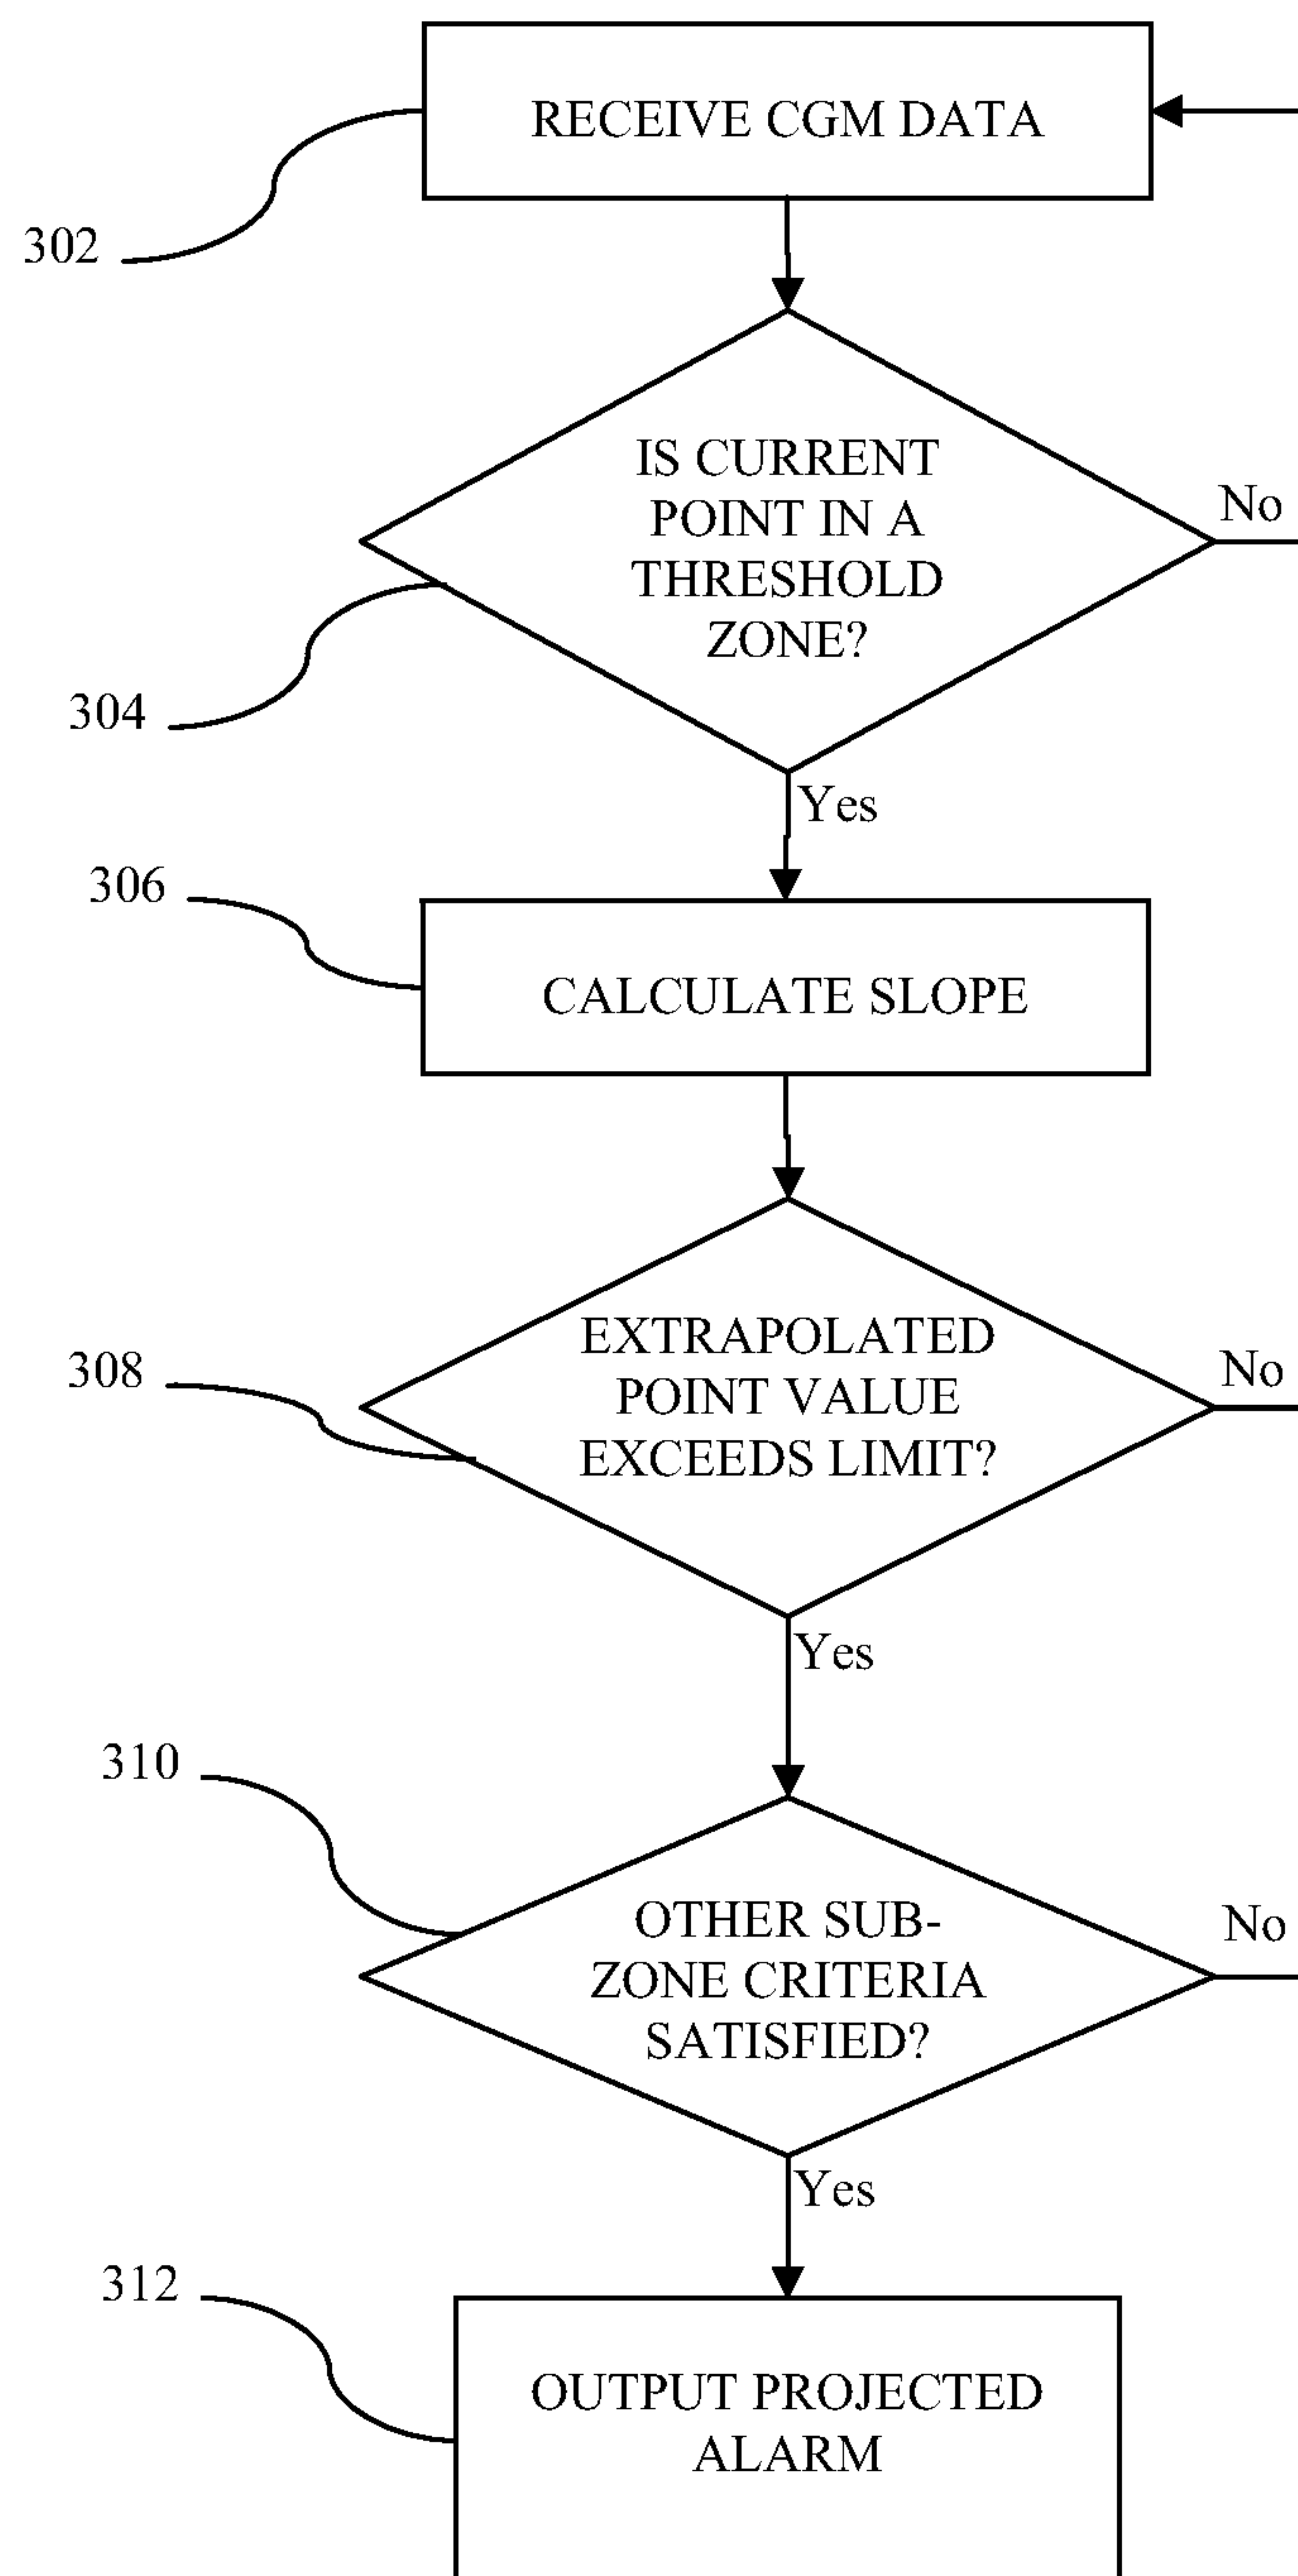 RECEIVE CGM DATA
302
IS CURRENT
POINT IN A
THRESHOLD
ZONE?
No
304
Yes
306
CALCULATE SLOPE
EXTRAPOLATED
POINT VALUE
EXCEEDS LIMIT?
308
No
Yes
310
OTHER SUB-
ZONE CRITERIA
SATISFIED?
No
Yes
312
OUTPUT PROJECTED
ALARM